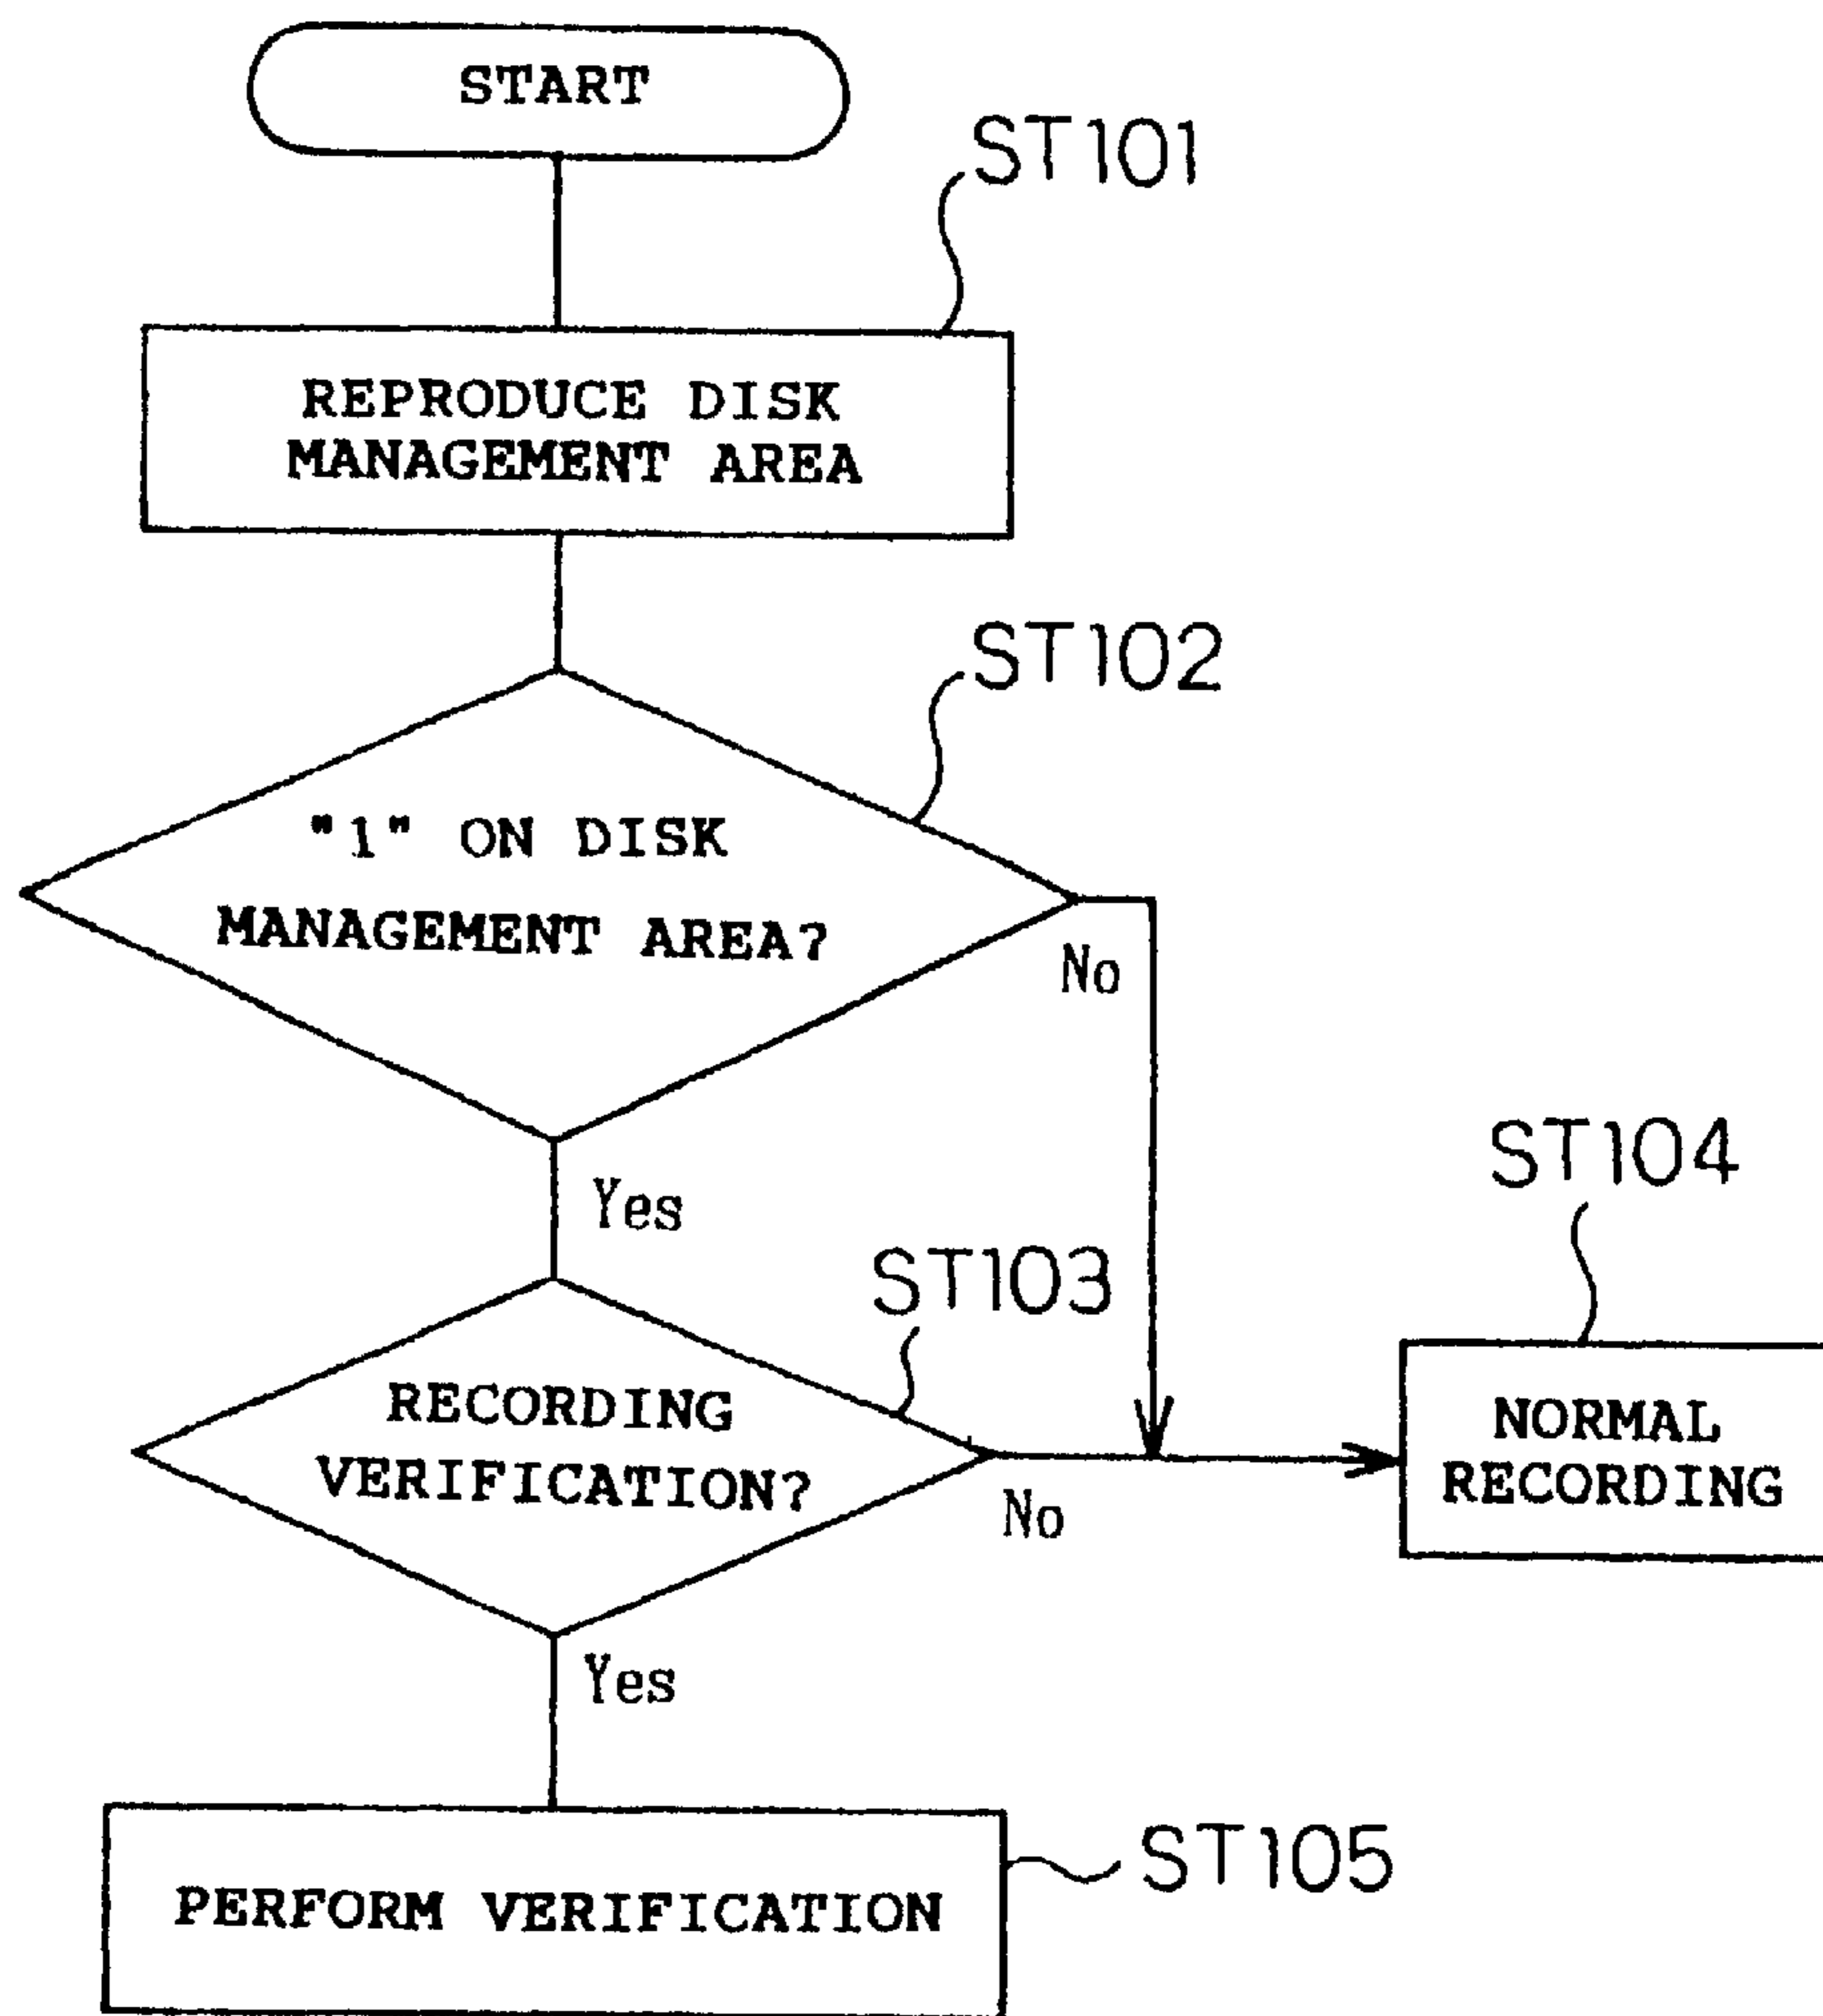 START
ST101
REPRODUCE DISK
MANAGEMENT AREA
ST102
"1" ON DISK
MANAGEMENT AREA?
No
Yes
ST104
ST103
RECORDING
VERIFICATION?
No
NORMAL
RECORDING
Yes
PERFORM VERIFICATION
ST105